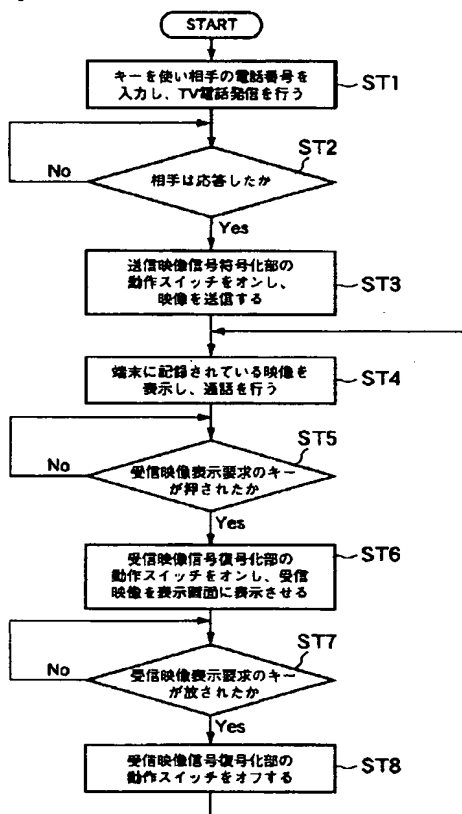 START
キーを使い相手の電話番号を
入力し、TV電話発信を行う
ST1
ST2
相手は応答したか
No
Yes
送信映像信号符号化部の
動作スイッチをオンし、
映像を送信する
ST3
端末に記録されている映像を
表示し、通話を行う
ST4
ST5
受信映像表示要求のキー
が押されたか
No
Yes
受信映像信号復号化部の
動作スイッチをオンし、受信
映像を表示画面に表示させる
ST6
ST7
受信映像表示要求のキー
が放されたか
No
Yes
受信映像信号復号化部の
動作スイッチをオフする
ST8